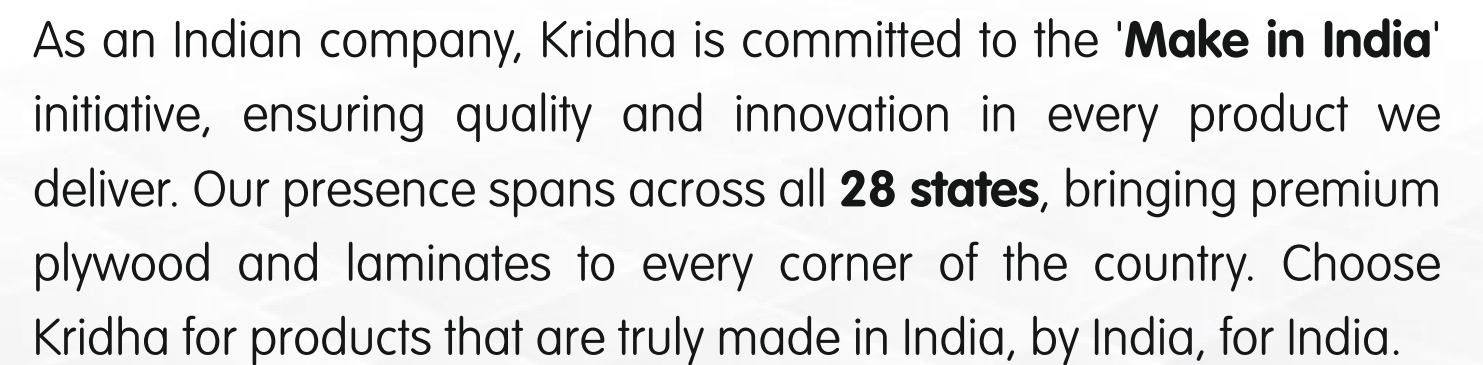 As an Indian company, Kridha is committed to the 'Make in India'
initiative, ensuring quality and innovation in every product we
deliver. Our presence spans across all 28 states, bringing premium
plywood and laminates to every corner of the country. Choose
Kridha for products that are truly made in India, by India, for India.